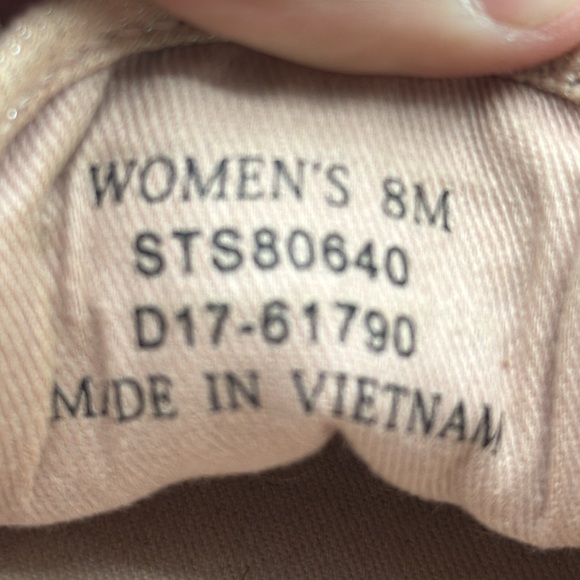 WOMEN'S 8M
STS80640
D17-61790
MADE IN VIETNAM